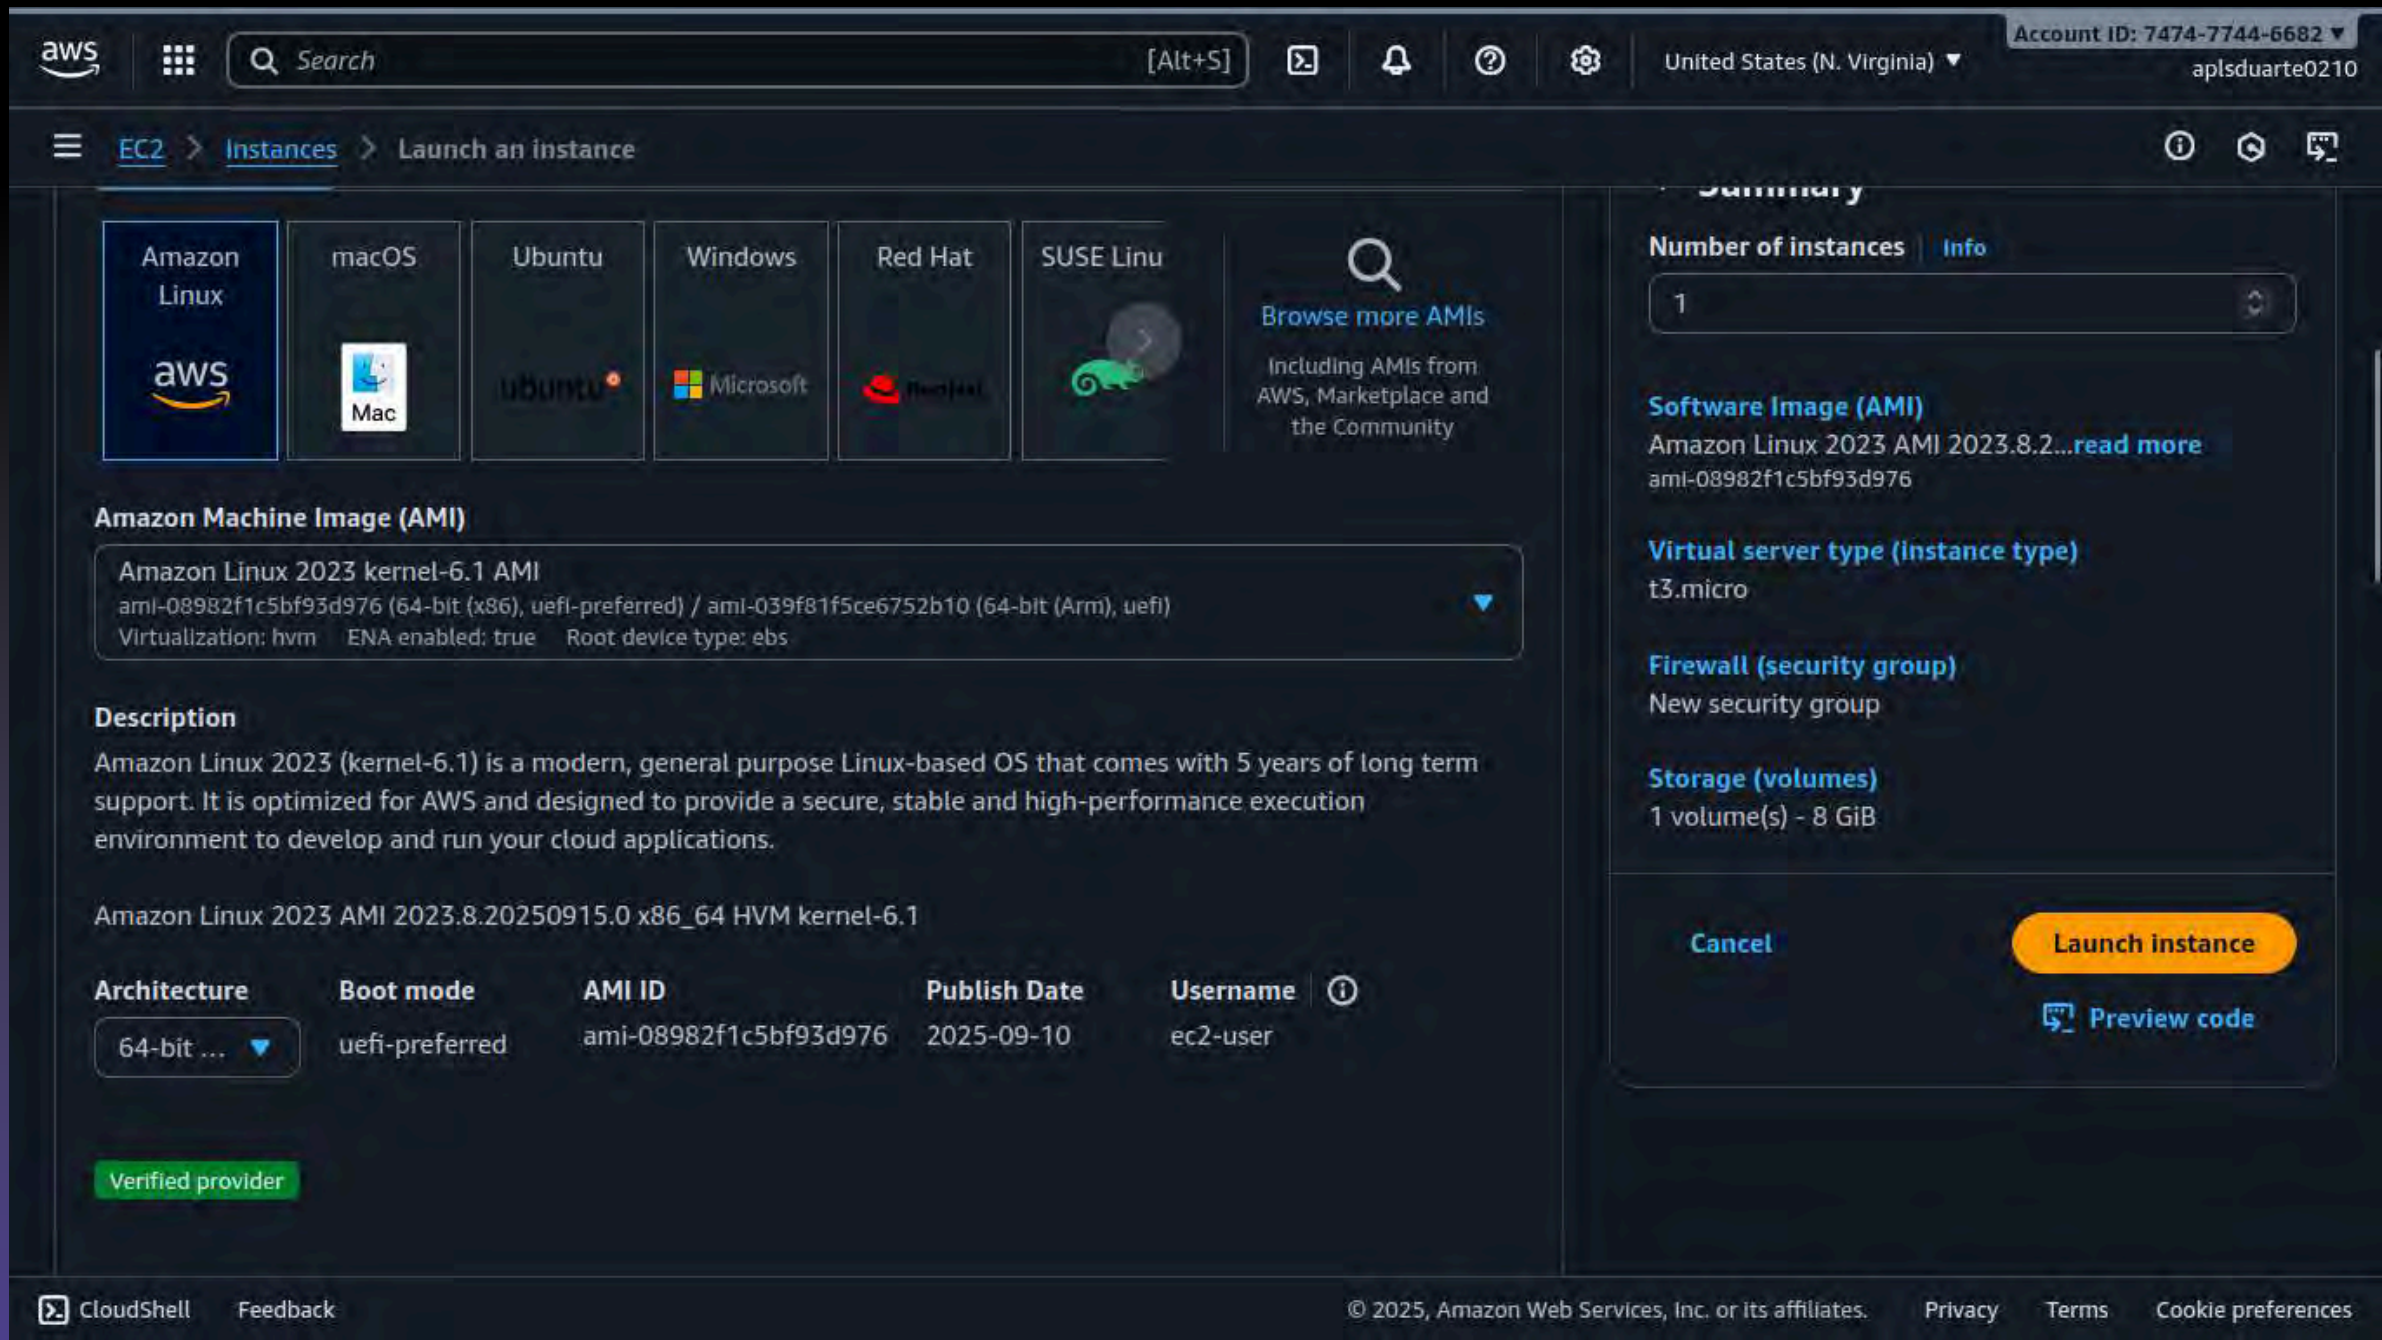 aws
Search
[Alt+S]
United States (N. Virginia)
Account ID: 7474-7744-6682
aplsduarte0210
EC2
Instances
Launch an instance
Amazon
Linux
aws
macOS
Mac
Ubuntu
ubuntu
Windows
Microsoft
Red Hat
SUSE Linu
Browse more AMIs
Including AMIs from
AWS, Marketplace and
the Community
Amazon Machine Image (AMI)
Amazon Linux 2023 kernel-6.1 AMI
ami-08982f1c5bf93d976 (64-bit (x86), uefi-preferred) / ami-039f81f5ce6752b10 (64-bit (Arm), uefi)
Virtualization: hvm ENA enabled: true Root device type: ebs
Description
Amazon Linux 2023 (kernel-6.1) is a modern, general purpose Linux-based OS that comes with 5 years of long term
support. It is optimized for AWS and designed to provide a secure, stable and high-performance execution
environment to develop and run your cloud applications.
Amazon Linux 2023 AMI 2023.8.20250915.0 x86_64 HVM kernel-6.1
Architecture
64-bit ...
Boot mode
uefi-preferred
AMI ID
ami-08982f1c5bf93d976
Publish Date
2025-09-10
Username
ec2-user
Verified provider
Summary
Number of instances
Info
1
Software Image (AMI)
Amazon Linux 2023 AMI 2023.8.2...read more
ami-08982f1c5bf93d976
Virtual server type (instance type)
t3.micro
Firewall (security group)
New security group
Storage (volumes)
1 volume(s) - 8 GiB
Cancel
Launch instance
Preview code
CloudShell
Feedback
© 2025, Amazon Web Services, Inc. or its affiliates.
Privacy
Terms
Cookie preferences